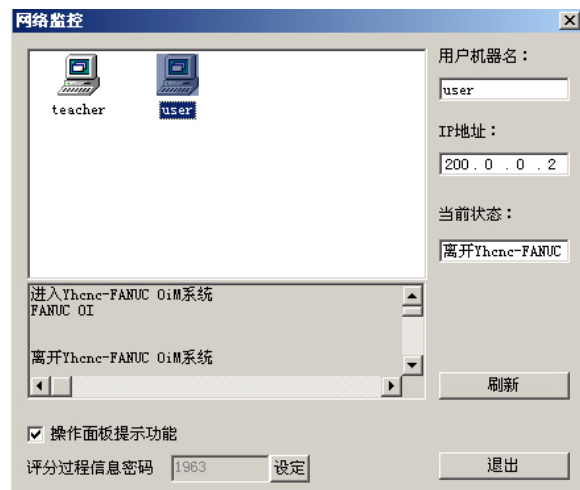 网络监控
teacher
user
用户机器名：
user
IP地址：
200 . 0 . 0 . 2
当前状态：
离开Yhcnc-FANUC
进入Yhcnc-FANUC OiM系统
FANUC OI
离开Yhcnc-FANUC OiM系统
刷新
操作面板提示功能
评分过程信息密码 1963 设定
退出